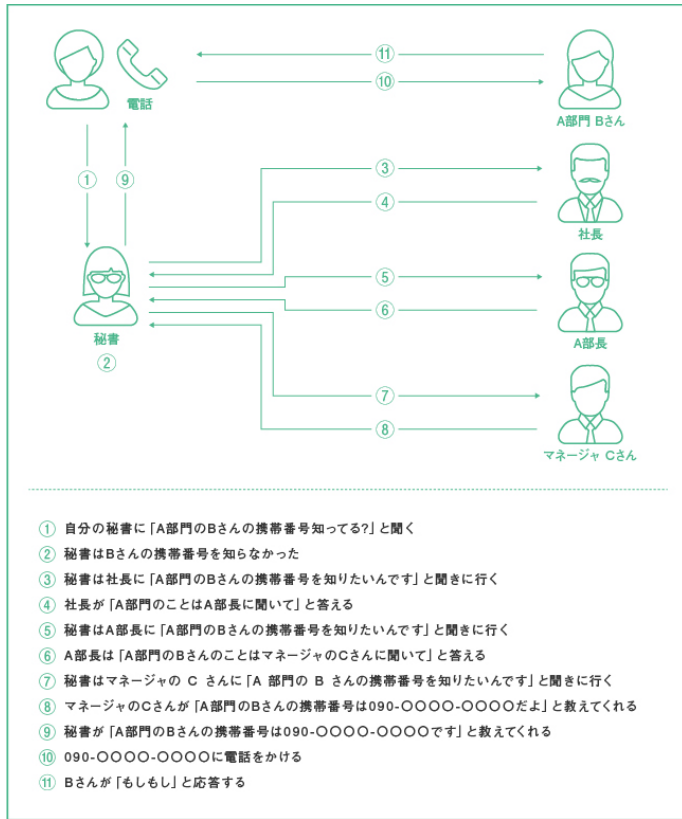 ⑪
⑩
電話
A部門 Bさん
①
⑨
③
④
社長
⑤
⑥
秘書
A部長
②
⑦
⑧
マネージャ Cさん
① 自分の秘書に「A部門のBさんの携帯番号知ってる?」と聞く
② 秘書はBさんの携帯番号を知らなかった
③ 秘書は社長に「A部門のBさんの携帯番号を知りたいんです」と聞きに行く
④ 社長が「A部門のことはA部長に聞いて」と答える
⑤ 秘書はA部長に「A部門のBさんの携帯番号を知りたいんです」と聞きに行く
⑥ A部長は「A部門のBさんのことはマネージャのCさんに聞いて」と答える
⑦ 秘書はマネージャの C さんに「A 部門の B さんの携帯番号を知りたいんです」と聞きに行く
⑧ マネージャのCさんが「A部門のBさんの携帯番号は090-〇〇〇〇-〇〇〇〇だよ」と教えてくれる
⑨ 秘書が「A部門のBさんの携帯番号は090-〇〇〇〇-〇〇〇〇です」と教えてくれる
⑩ 090-〇〇〇〇-〇〇〇〇に電話をかける
⑪ Bさんが「もしもし」と応答する